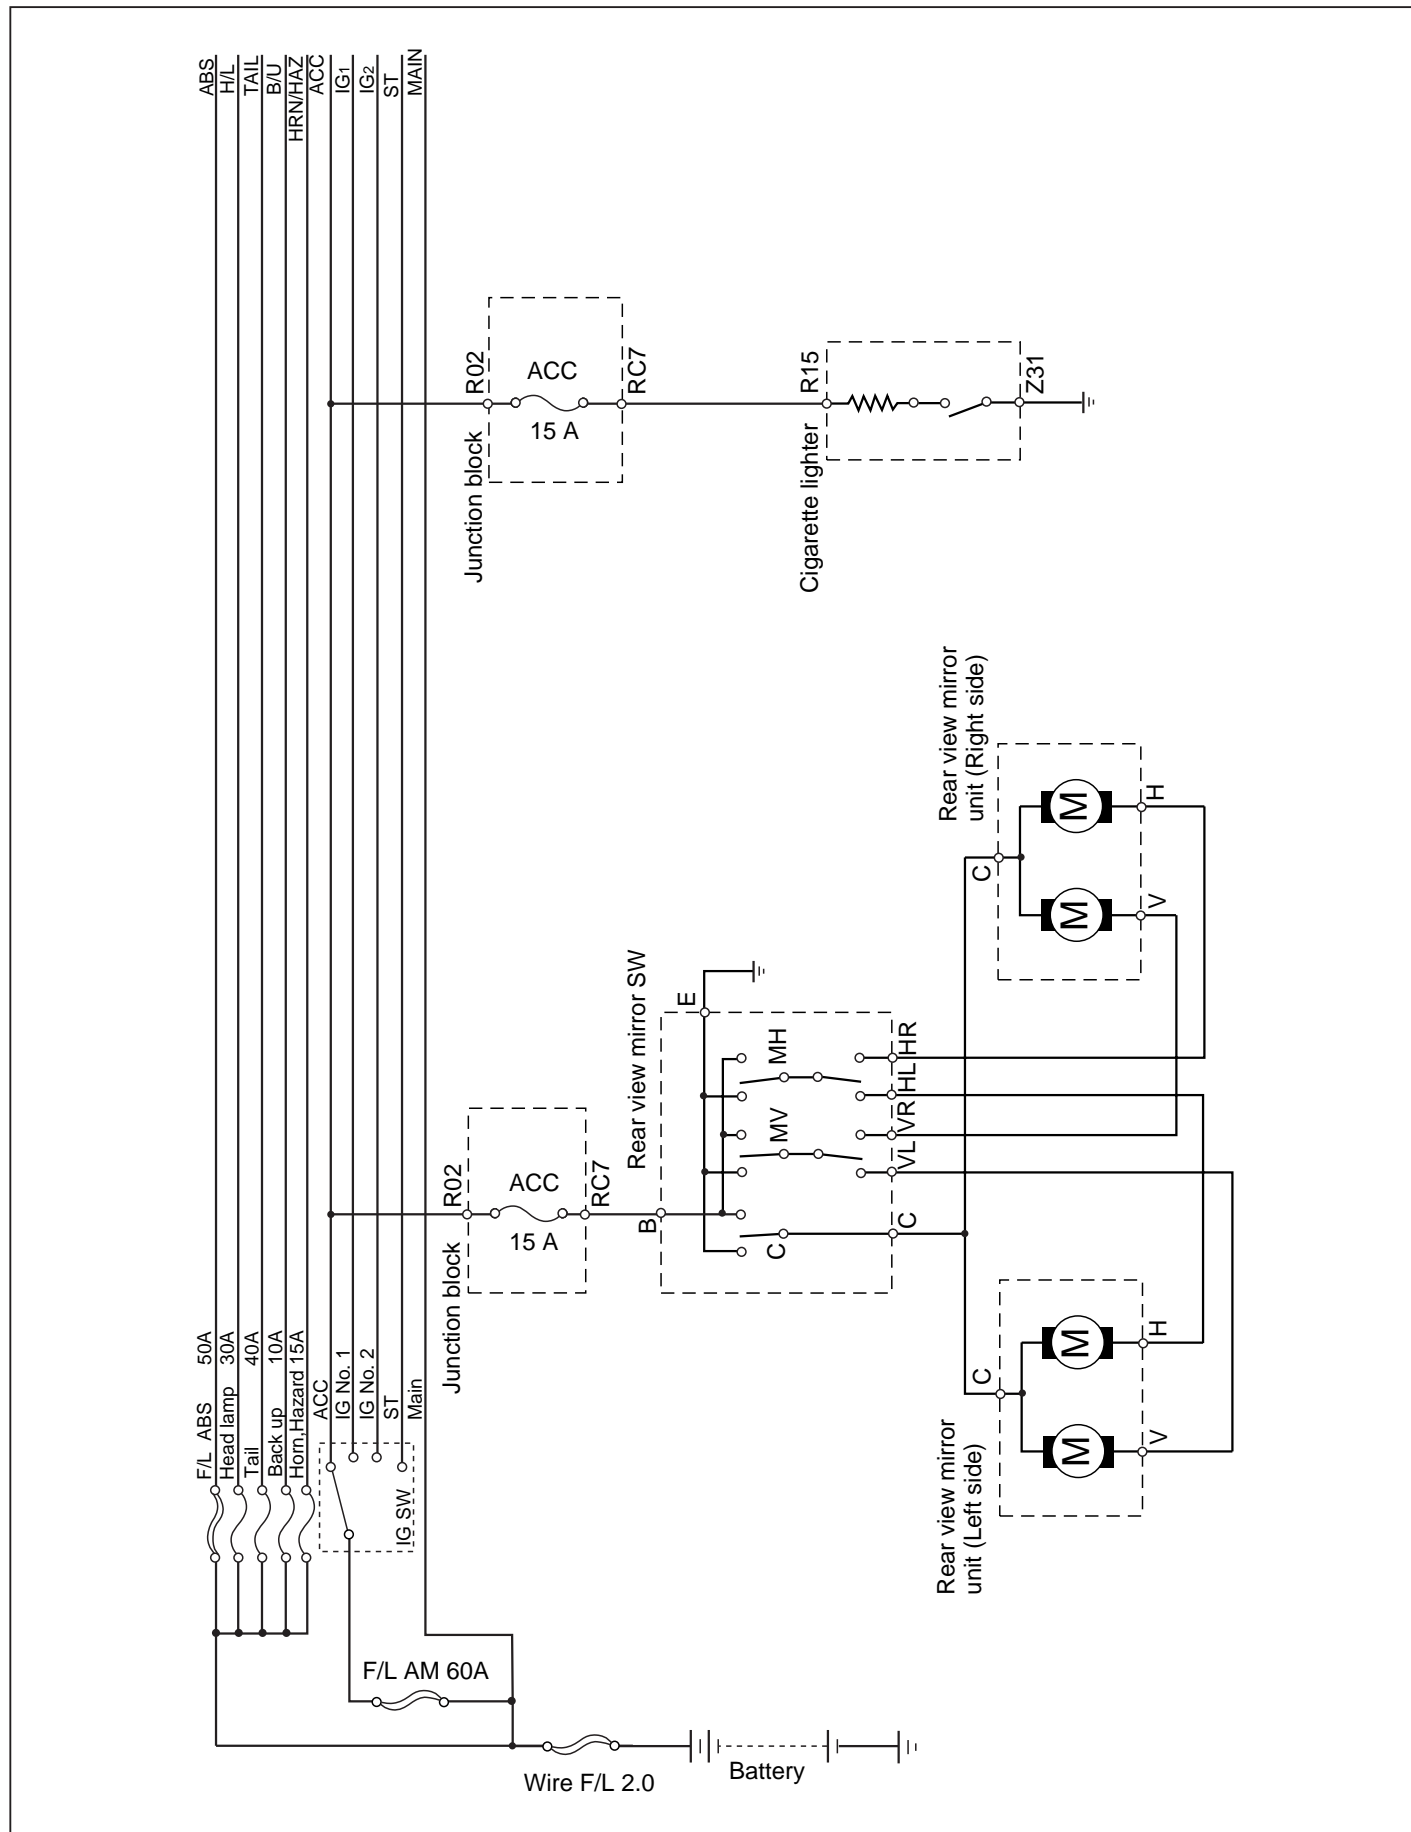 ABS
H/L
TAIL
B/U
HRN/HAZ
ACC
IG1
IG2
ST
MAIN
F/L ABS 50A
Head lamp 30A
Tail 40A
Back up 10A
Horn,Hazard 15A
ACC
IG No. 1
IG No. 2
ST
Main
IG SW
F/L AM 60A
Wire F/L 2.0
Battery
Junction block
R02
ACC
15 A
RC7
Cigarette lighter
R15
Z31
Junction block
R02
ACC
15 A
RC7
Rear view mirror SW
B
E
MH
MV
C
HR
HL
VR
VL
C
Rear view mirror
unit (Right side)
C
M
M
H
V
Rear view mirror
unit (Left side)
C
M
M
H
V